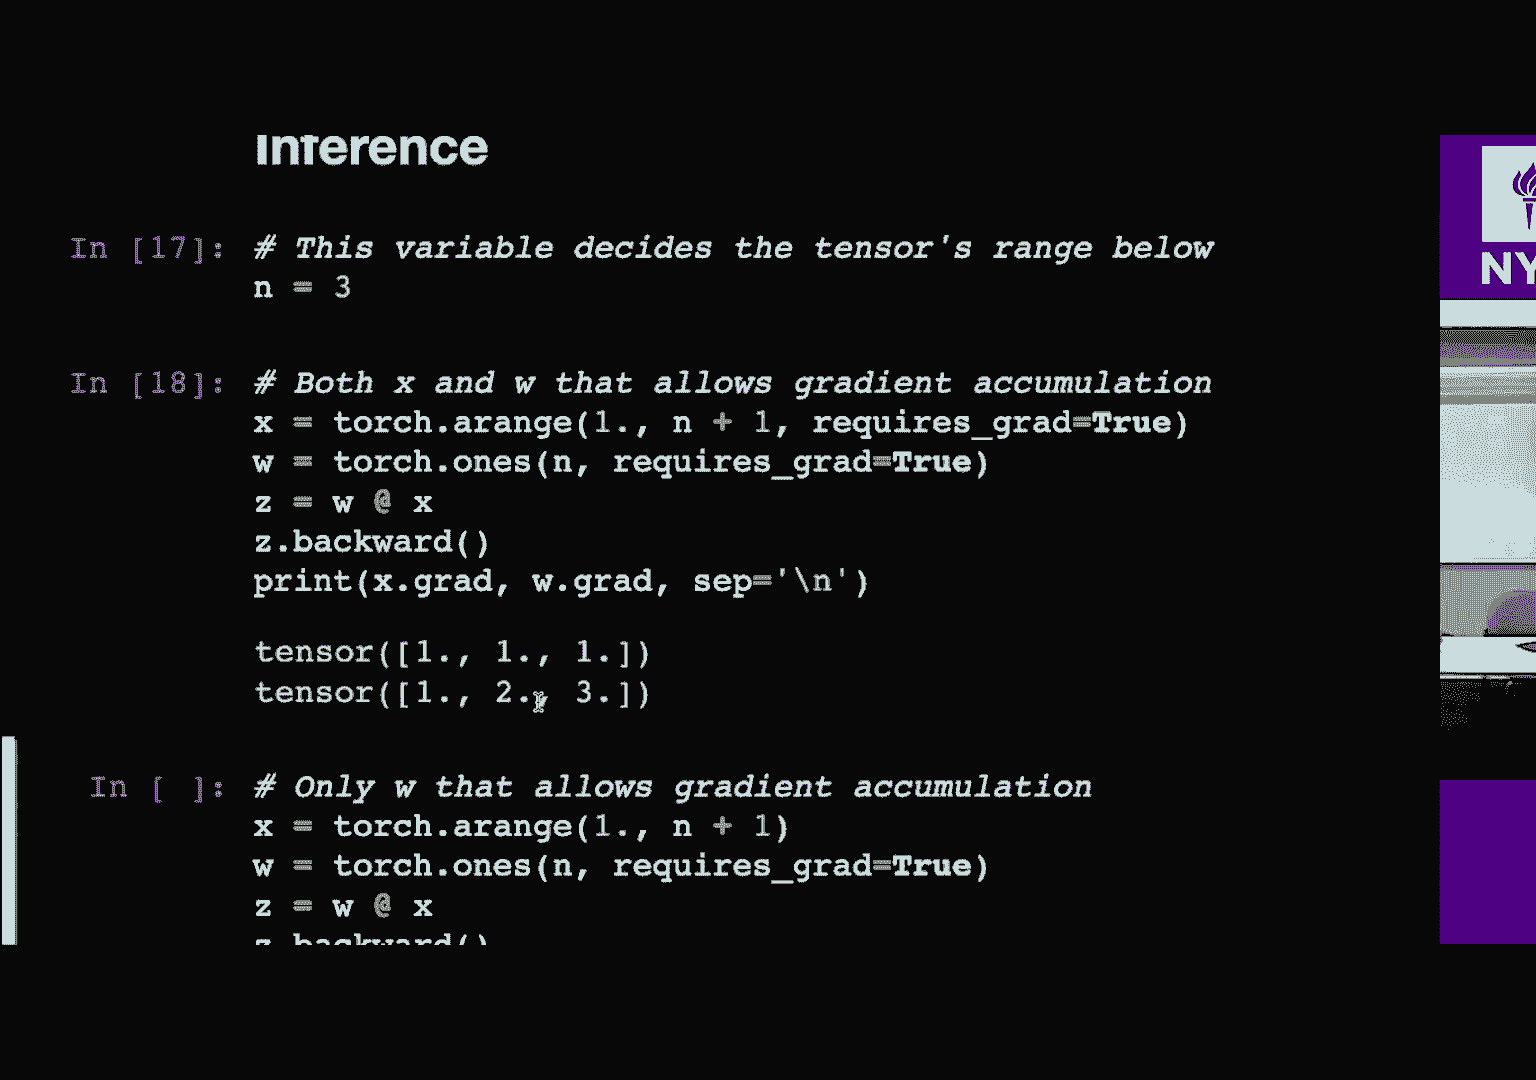 Inference
In [17]: # This variable decides the tensor's range below
n = 3
In [18]: # Both x and w that allows gradient accumulation
x = torch.arange(1., n + 1, requires_grad=True)
w = torch.ones(n, requires_grad=True)
z = w @ x
z.backward()
print(x.grad, w.grad, sep='\n')
tensor([1., 1., 1.])
tensor([1., 2., 3.])
In [ ]: # Only w that allows gradient accumulation
x = torch.arange(1., n + 1)
w = torch.ones(n, requires_grad=True)
z = w @ x
z.backward()
NY